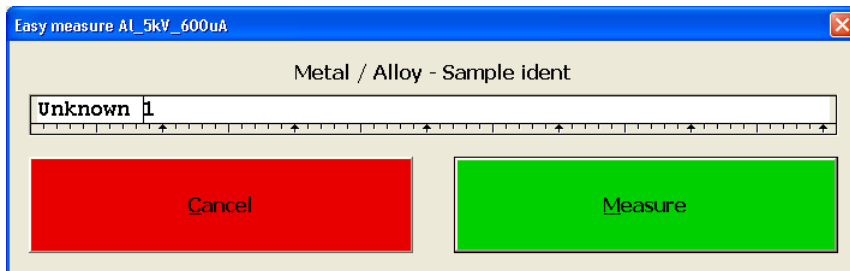 Easy measure Al_5kV_600uA
Metal / Alloy - Sample ident
Unknown 1
Cancel
Measure